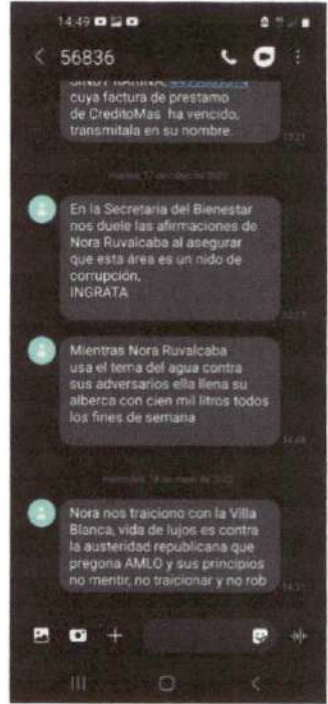 14:49
56836
cuya factura de prestamo
de CreditoMas ha vencido,
transmitala en su nombre.
En la Secretaria del Bienestar
nos duele las afirmaciones de
Nora Ruvalcaba al asegurar
que esta área es un nido de
corrupción,
INGRATA
Mientras Nora Ruvalcaba
usa el tema del agua contra
sus adversarios ella llena su
alberca con cien mil litros todos
los fines de semana
Nora nos traiciono con la Villa
Blanca, vida de lujos es contra
la austeridad republicana que
pregona AMLO y sus principios
no mentir, no traicionar y no rob